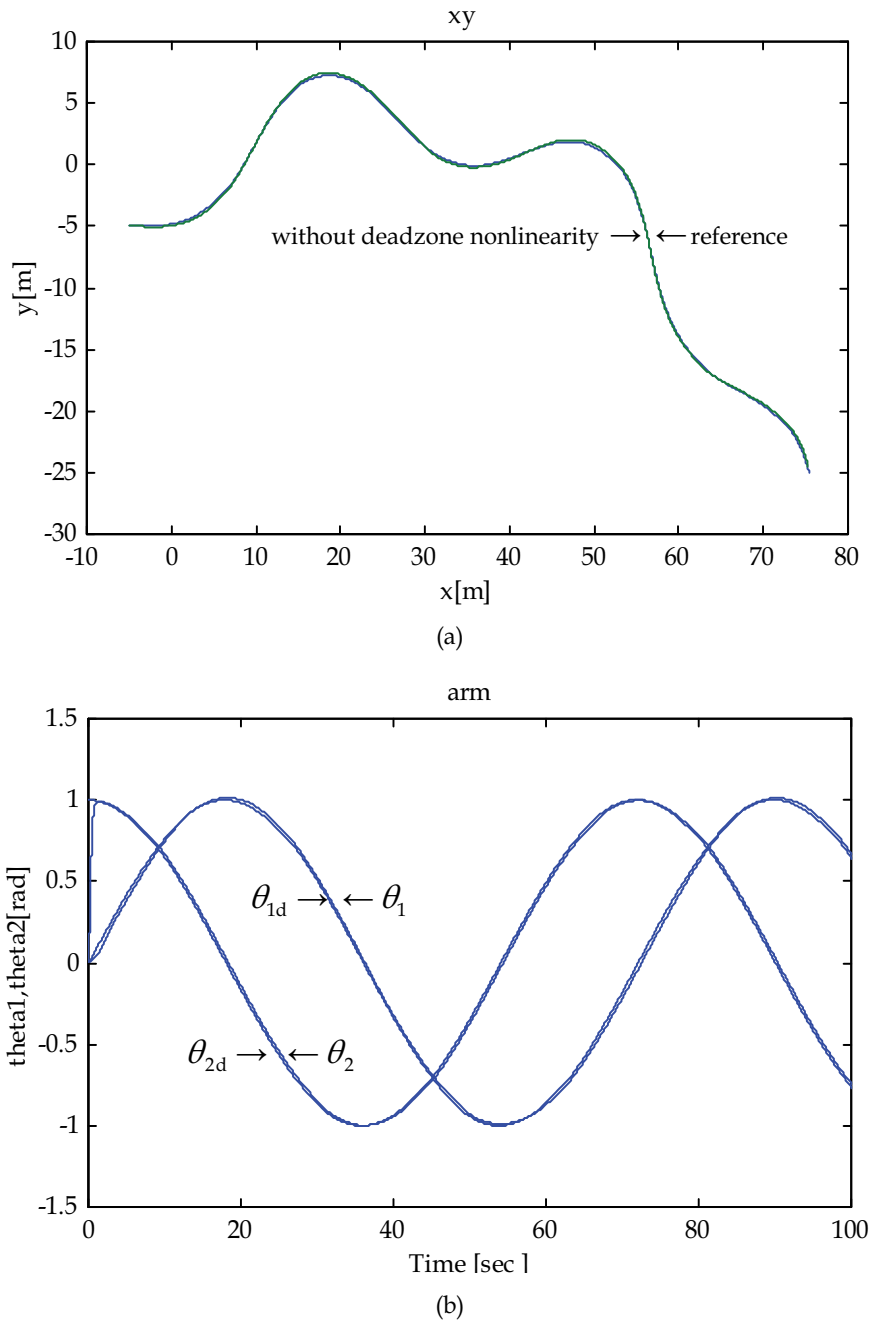 xy
10
5
0
-5
-10
-15
-20
-25
-30
y[m]
without deadzone nonlinearity → ← reference
-10 0 10 20 30 40 50 60 70 80
x[m]
(a)
arm
1.5
1
0.5
0
-0.5
-1
-1.5
theta1,theta2[rad]
θ1d → ← θ1
θ2d → ← θ2
0 20 40 60 80 100
Time [sec ]
(b)